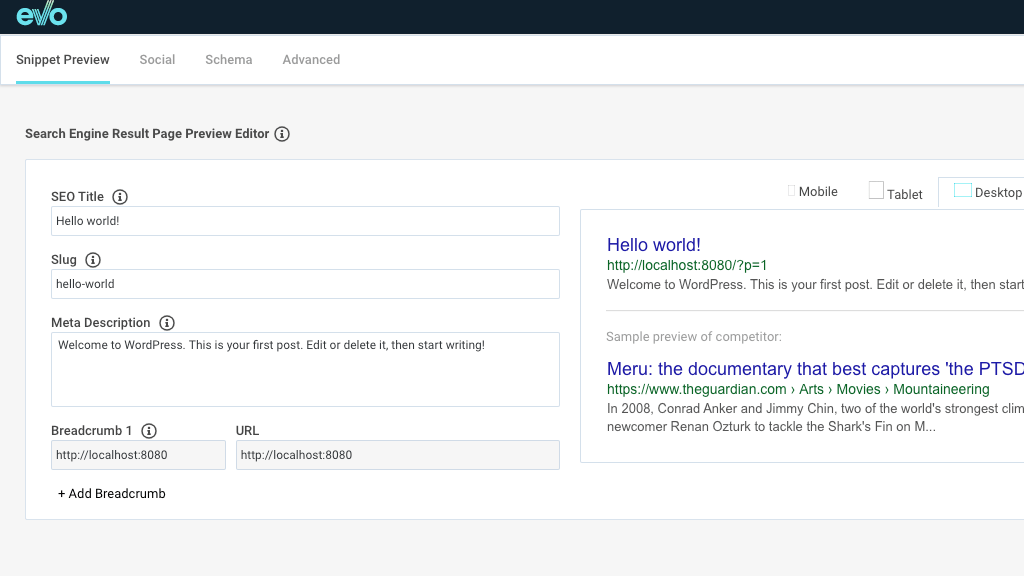 evo
Snippet Preview Social Schema Advanced
Search Engine Result Page Preview Editor
SEO Title
Hello world!
Slug
hello-world
Meta Description
Welcome to WordPress. This is your first post. Edit or delete it, then start writing!
Breadcrumb 1 URL
http://localhost:8080 http://localhost:8080
+ Add Breadcrumb
Mobile Tablet Desktop
Hello world!
http://localhost:8080/?p=1
Welcome to WordPress. This is your first post. Edit or delete it, then start
Sample preview of competitor:
Meru: the documentary that best captures 'the PTSD
https://www.theguardian.com › Arts › Movies › Mountaineering
In 2008, Conrad Anker and Jimmy Chin, two of the world's strongest clim
newcomer Renan Ozturk to tackle the Shark's Fin on M...